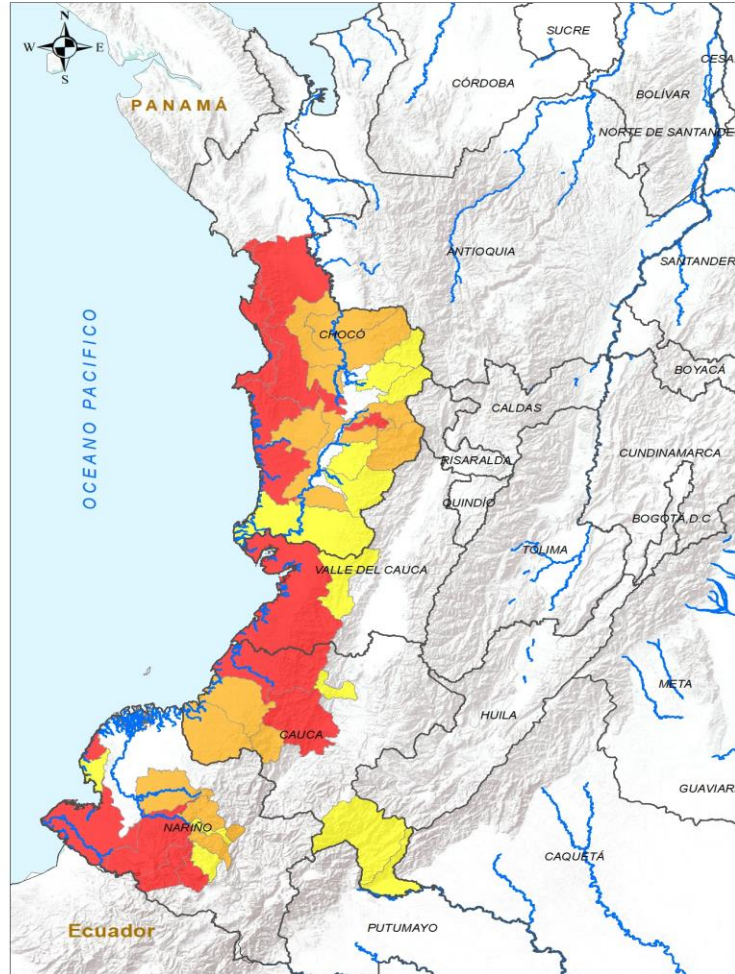 N
W E
S
SUCRE
CESA
CÓRDOBA
BOLÍVAR
PANAMÁ
NORTE DE SANTANDE
ANTIOQUIA
SANTANDER
OCEANO PACIFICO
CHOCÓ
BOYACÁ
CALDAS
CUNDINAMARCA
RISARALDA
QUINDÍO
BOGOTÁ,D.C
TOLIMA
VALLE DEL CAUCA
META
HUILA
CAUCA
GUAVIAR
NARIÑO
CAQUETÁ
PUTUMAYO
Ecuador